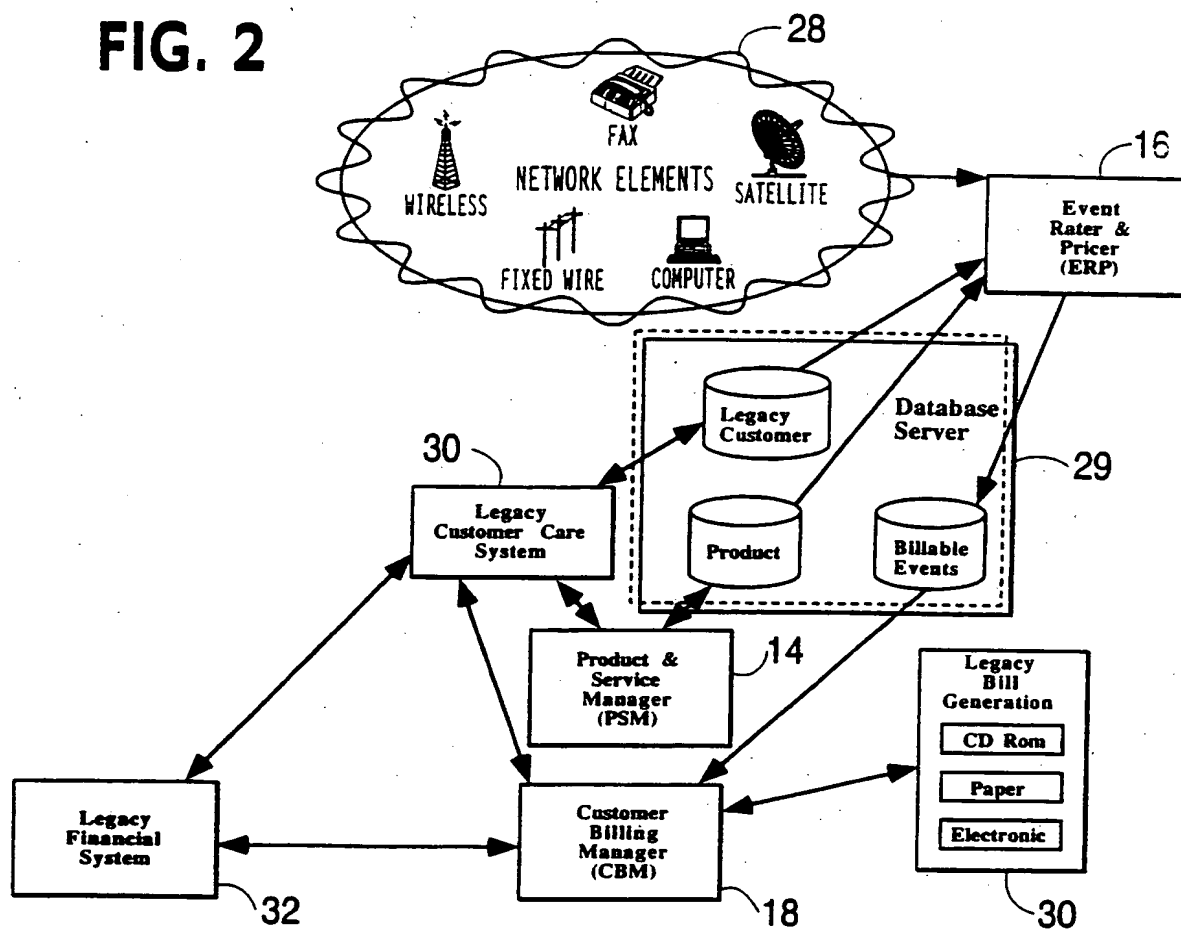 FIG. 2
28
FAX
WIRELESS
NETWORK ELEMENTS
SATELLITE
FIXED WIRE
COMPUTER
16
Event
Rater &
Pricer
(ERP)
Legacy
Customer
Database
Server
29
30
Legacy
Customer Care
System
Product
Billable
Events
Product &
Service
Manager
(PSM)
14
Legacy
Bill
Generation
CD Rom
Paper
Electronic
30
Legacy
Financial
System
32
Customer
Billing
Manager
(CBM)
18